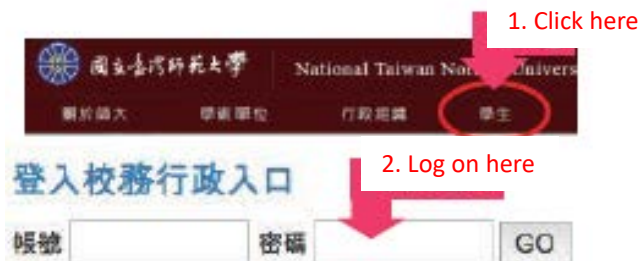 1. Click here
國立臺灣師範大學 National Taiwan Nor Univers
關於師大 學術單位 行政組織 學生
2. Log on here
登入校務行政入口
帳號 密碼 GO